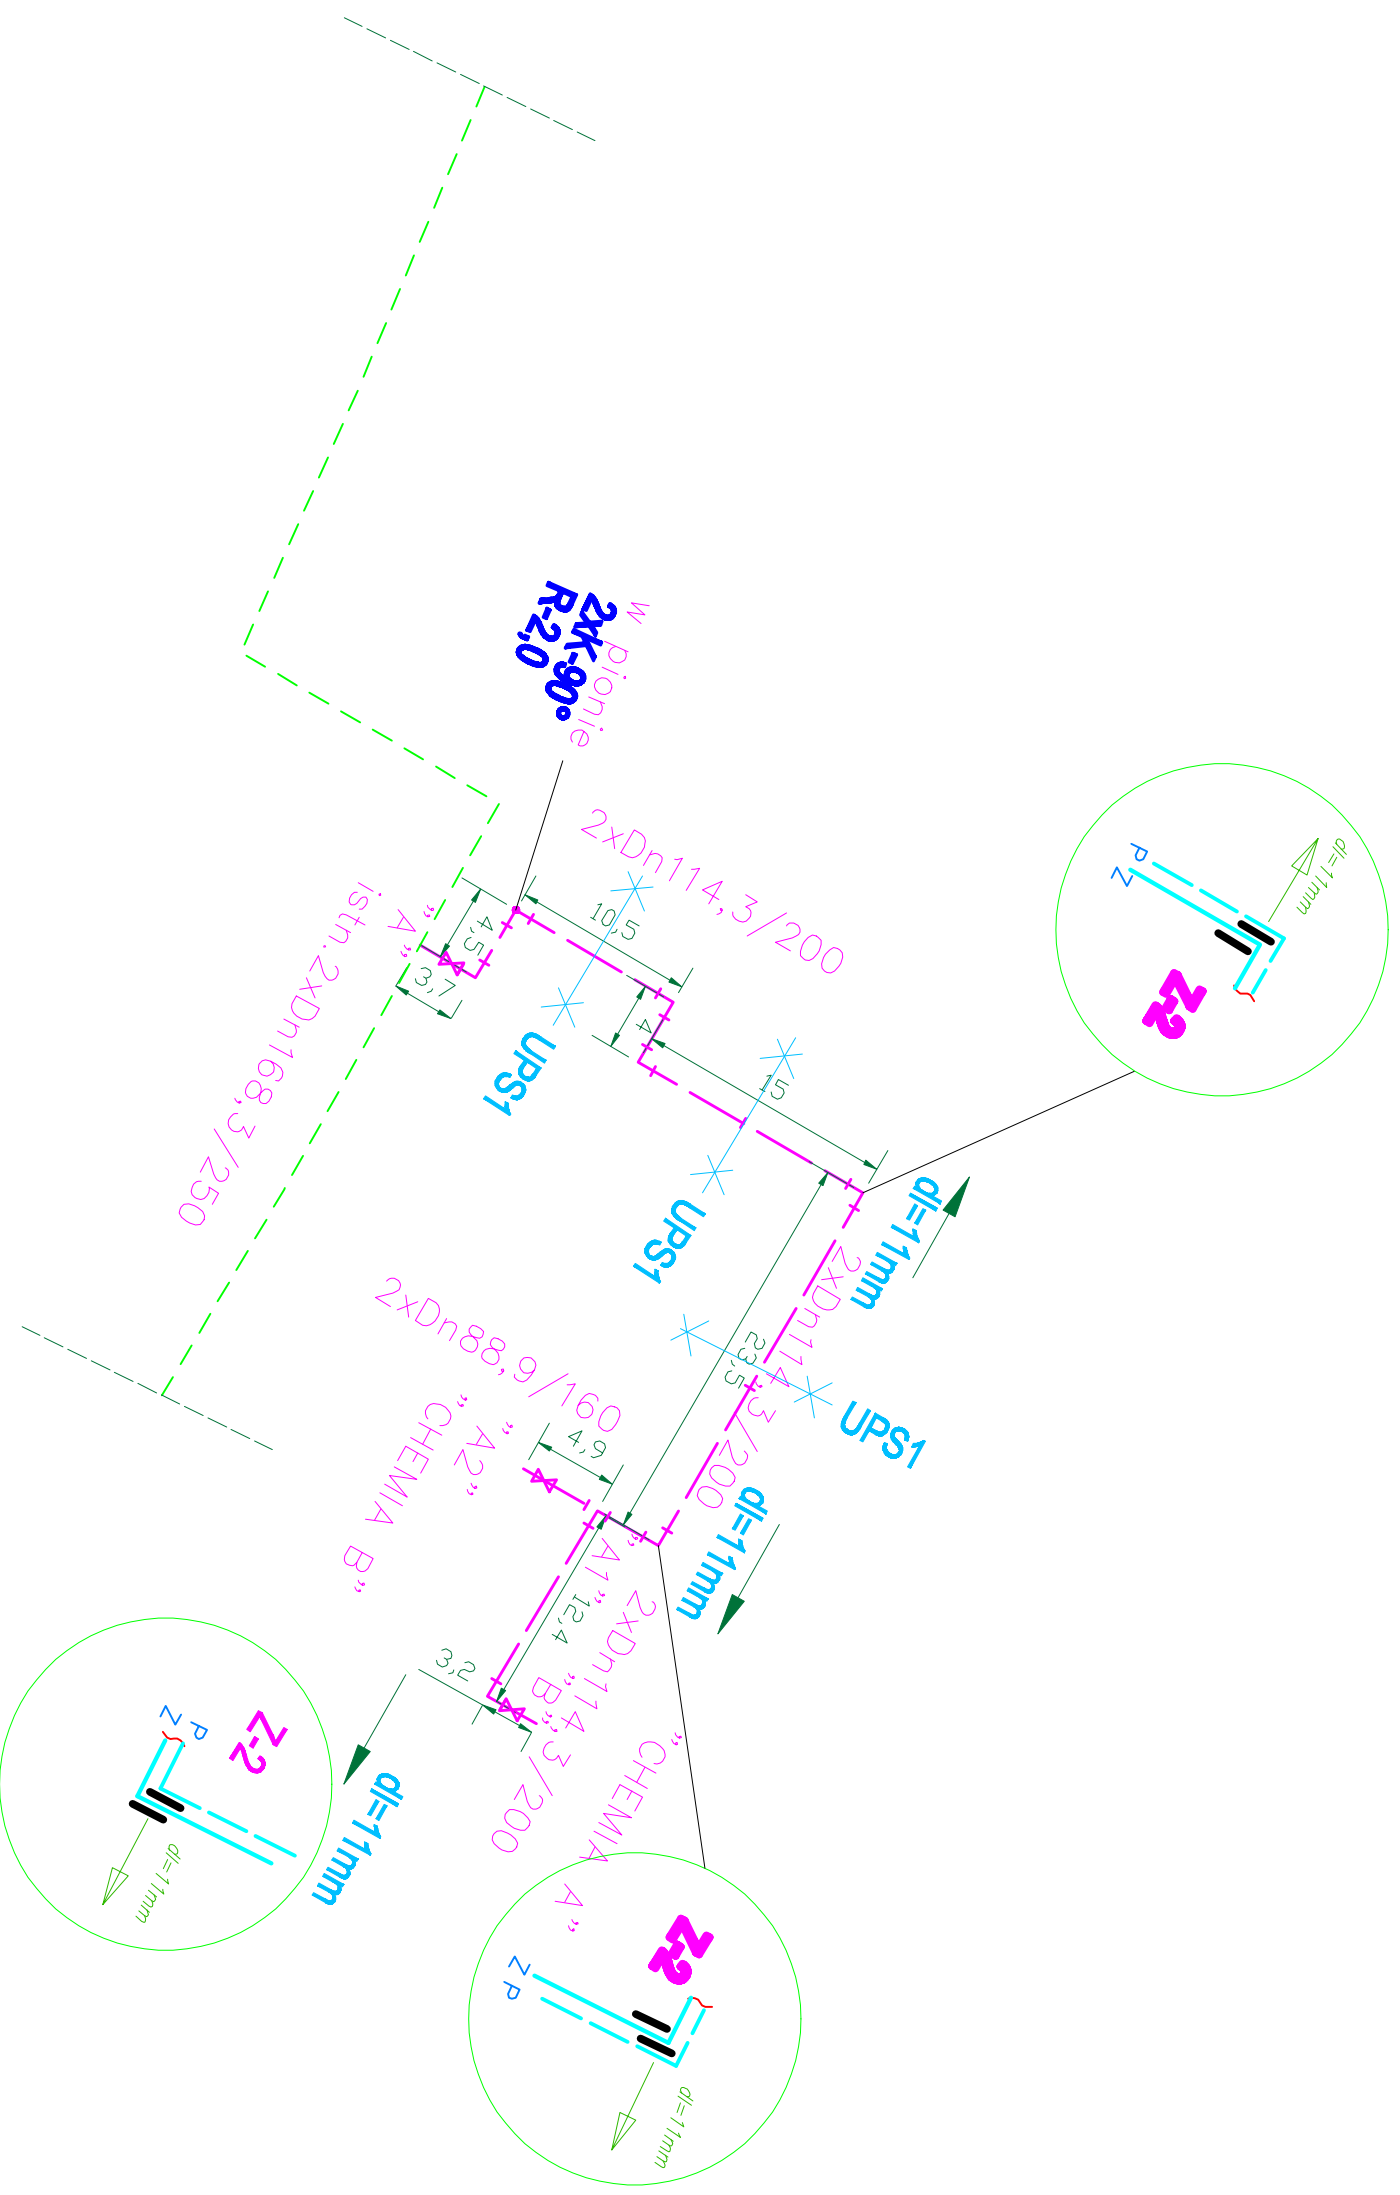 w pionie
2xK-90°
R-2,0
2xDn114,3/200
10,5
4,5
"A"
3,7
istn.2xDn168,3/250
UPS1
4
15
UPS1
P
Z
dl=11mm
Z-2
dl=11mm
2xDn114,3/200
23,5
UPS1
dl=11mm
2xDn88,9/160
4,9
"A2"
"CHEMIA B"
"A1"
2xDn114,3/200
12,4
"B"
3,2
"CHEMIA A"
dl=11mm
Z-2
P
Z
dl=11mm
Z-2
Z
P
dl=11mm